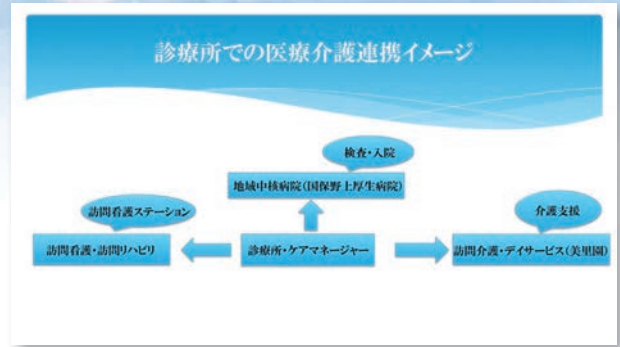 診療所での医療介護連携イメージ
検査・入院
地域中核病院(国保野上厚生病院)
訪問看護ステーション
介護支援
訪問看護・訪問リハビリ
診療所・ケアマネージャー
訪問介護・デイサービス(美里園)